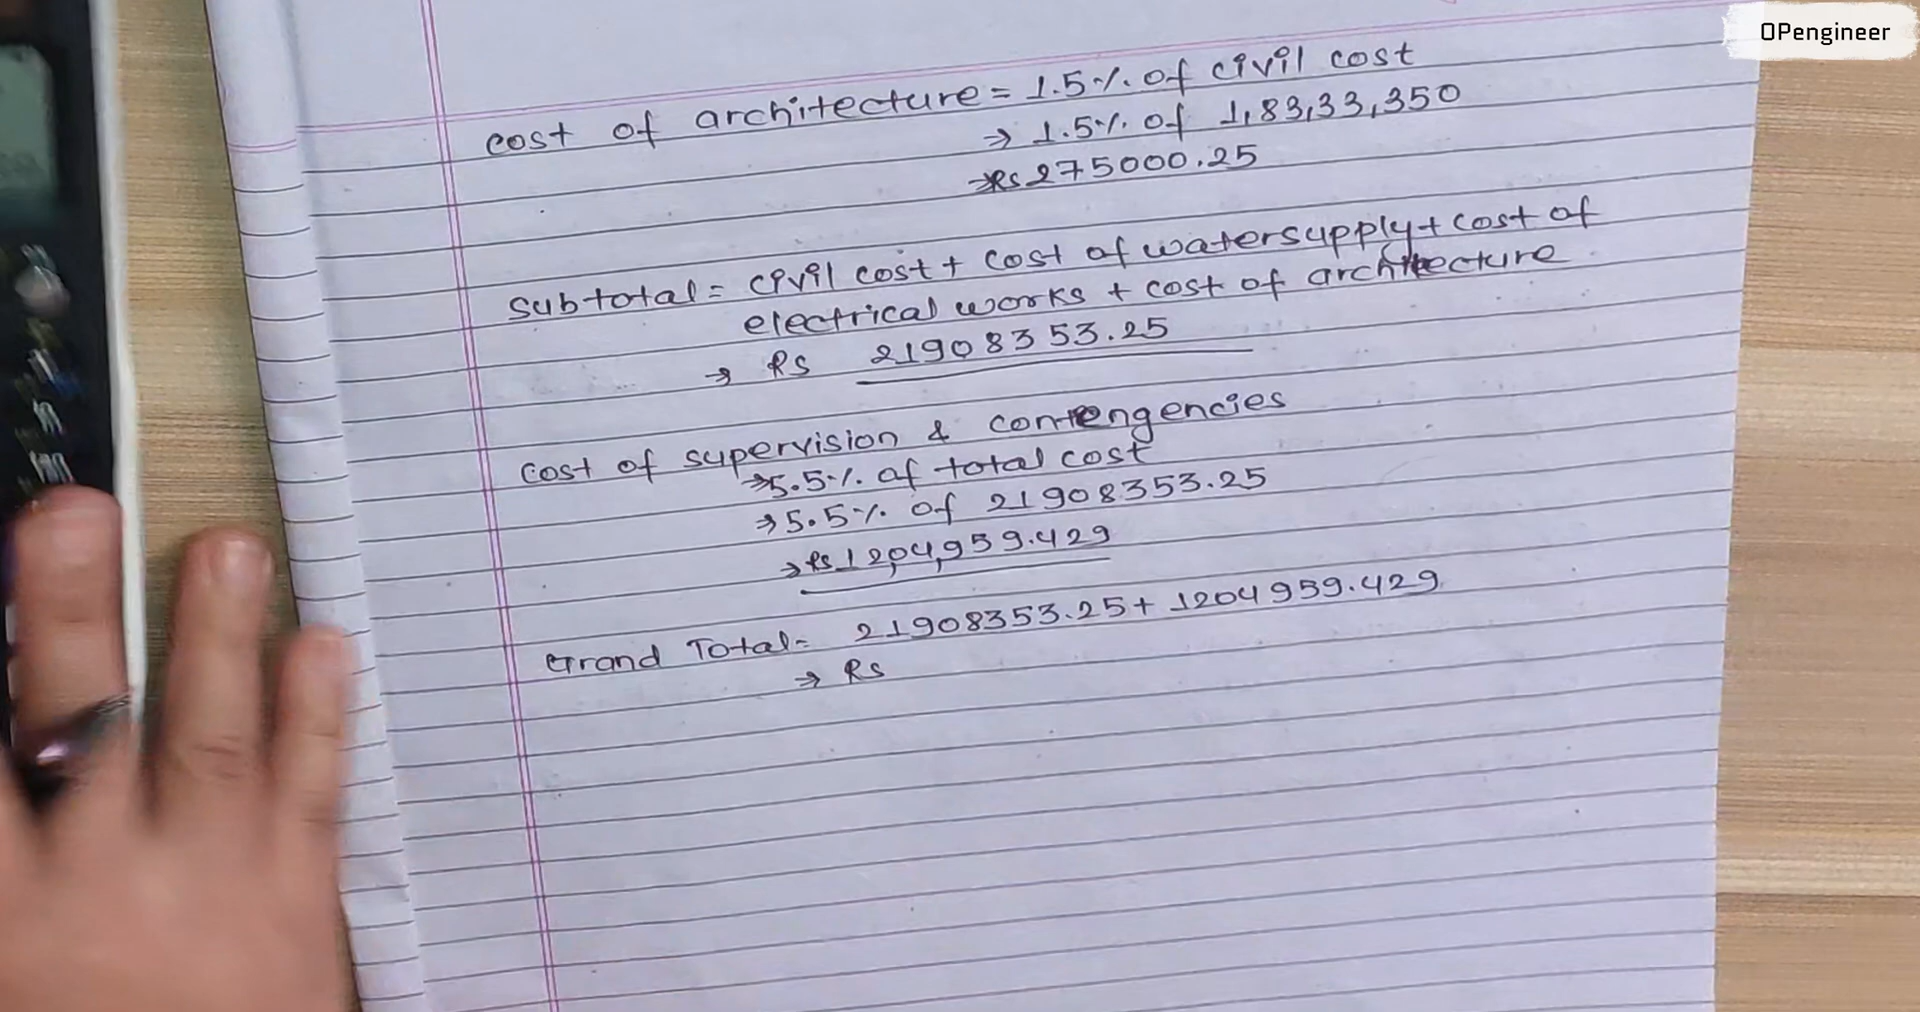 OPengineer
cost of architecture = 1.5% of civil cost
→ 1.5% of 1,83,33,350
→ Rs 275000.25
subtotal = civil cost + cost of watersupply + cost of
electrical works + cost of architecture
→ Rs 21908353.25
cost of supervision & contengencies
→ 5.5% of total cost
→ 5.5% of 21908353.25
→ Rs 1204,959.429
Grand Total = 21908353.25 + 1204959.429
→ Rs